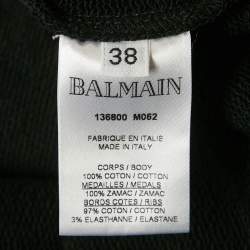 38
BALMAIN
136800 M062
FABRIQUE EN ITALIE
MADE IN ITALY
CORPS / BODY
100% COTON / COTTON
MEDAILLES / MEDALS
100% ZAMAC / ZAMAC
BORDS COTES / RIBS
97% COTON / COTTON
3% ELASTHANNE / ELASTANE